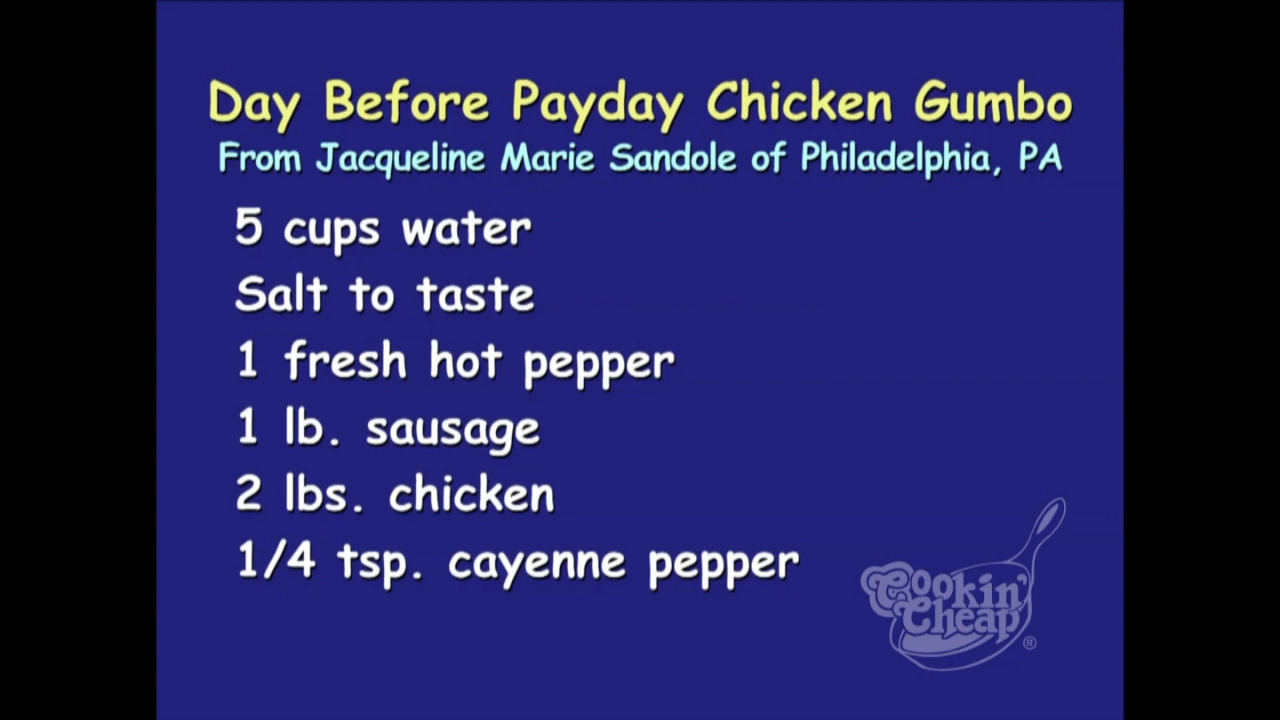 Day Before Payday Chicken Gumbo
From Jacqueline Marie Sandole of Philadelphia, PA
5 cups water
Salt to taste
1 fresh hot pepper
1 lb. sausage
2 lbs. chicken
1/4 tsp. cayenne pepper
Cookin'
Cheap
®